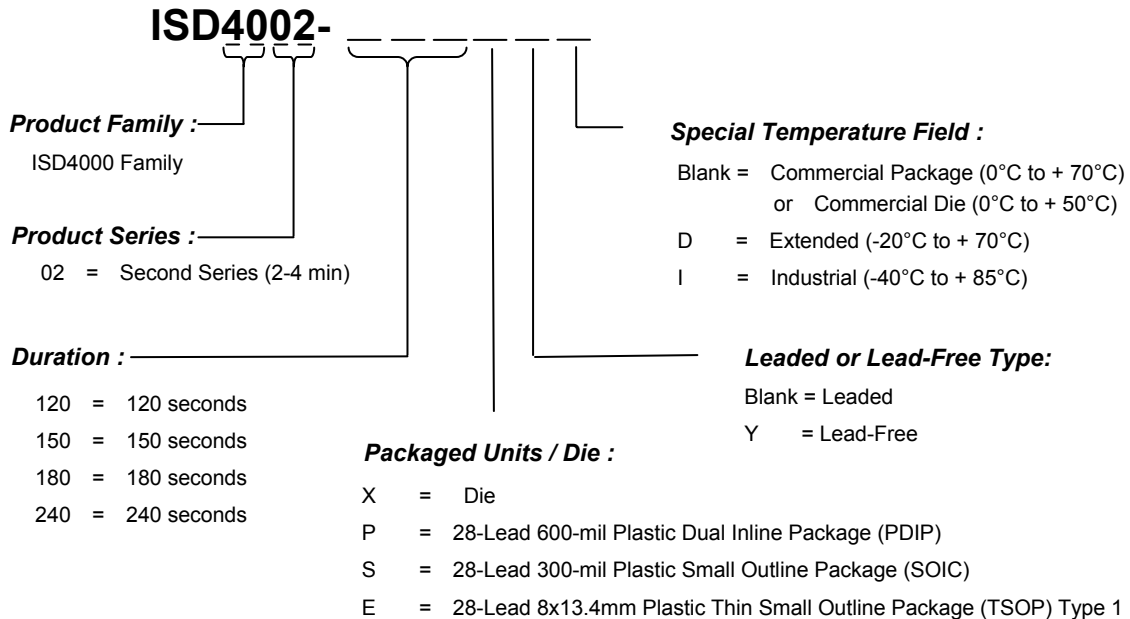 ISD4002- _ _ _ _ _ _
Product Family :
ISD4000 Family
Product Series :
02 = Second Series (2-4 min)
Duration :
120 = 120 seconds
150 = 150 seconds
180 = 180 seconds
240 = 240 seconds
Special Temperature Field :
Blank = Commercial Package (0°C to + 70°C)
or Commercial Die (0°C to + 50°C)
D = Extended (-20°C to + 70°C)
I = Industrial (-40°C to + 85°C)
Leaded or Lead-Free Type:
Blank = Leaded
Y = Lead-Free
Packaged Units / Die :
X = Die
P = 28-Lead 600-mil Plastic Dual Inline Package (PDIP)
S = 28-Lead 300-mil Plastic Small Outline Package (SOIC)
E = 28-Lead 8x13.4mm Plastic Thin Small Outline Package (TSOP) Type 1